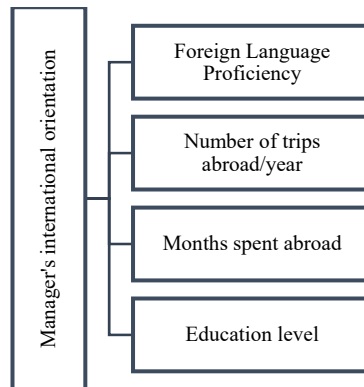 Manager's international orientation
Foreign Language
Proficiency
Number of trips
abroad/year
Months spent abroad
Education level